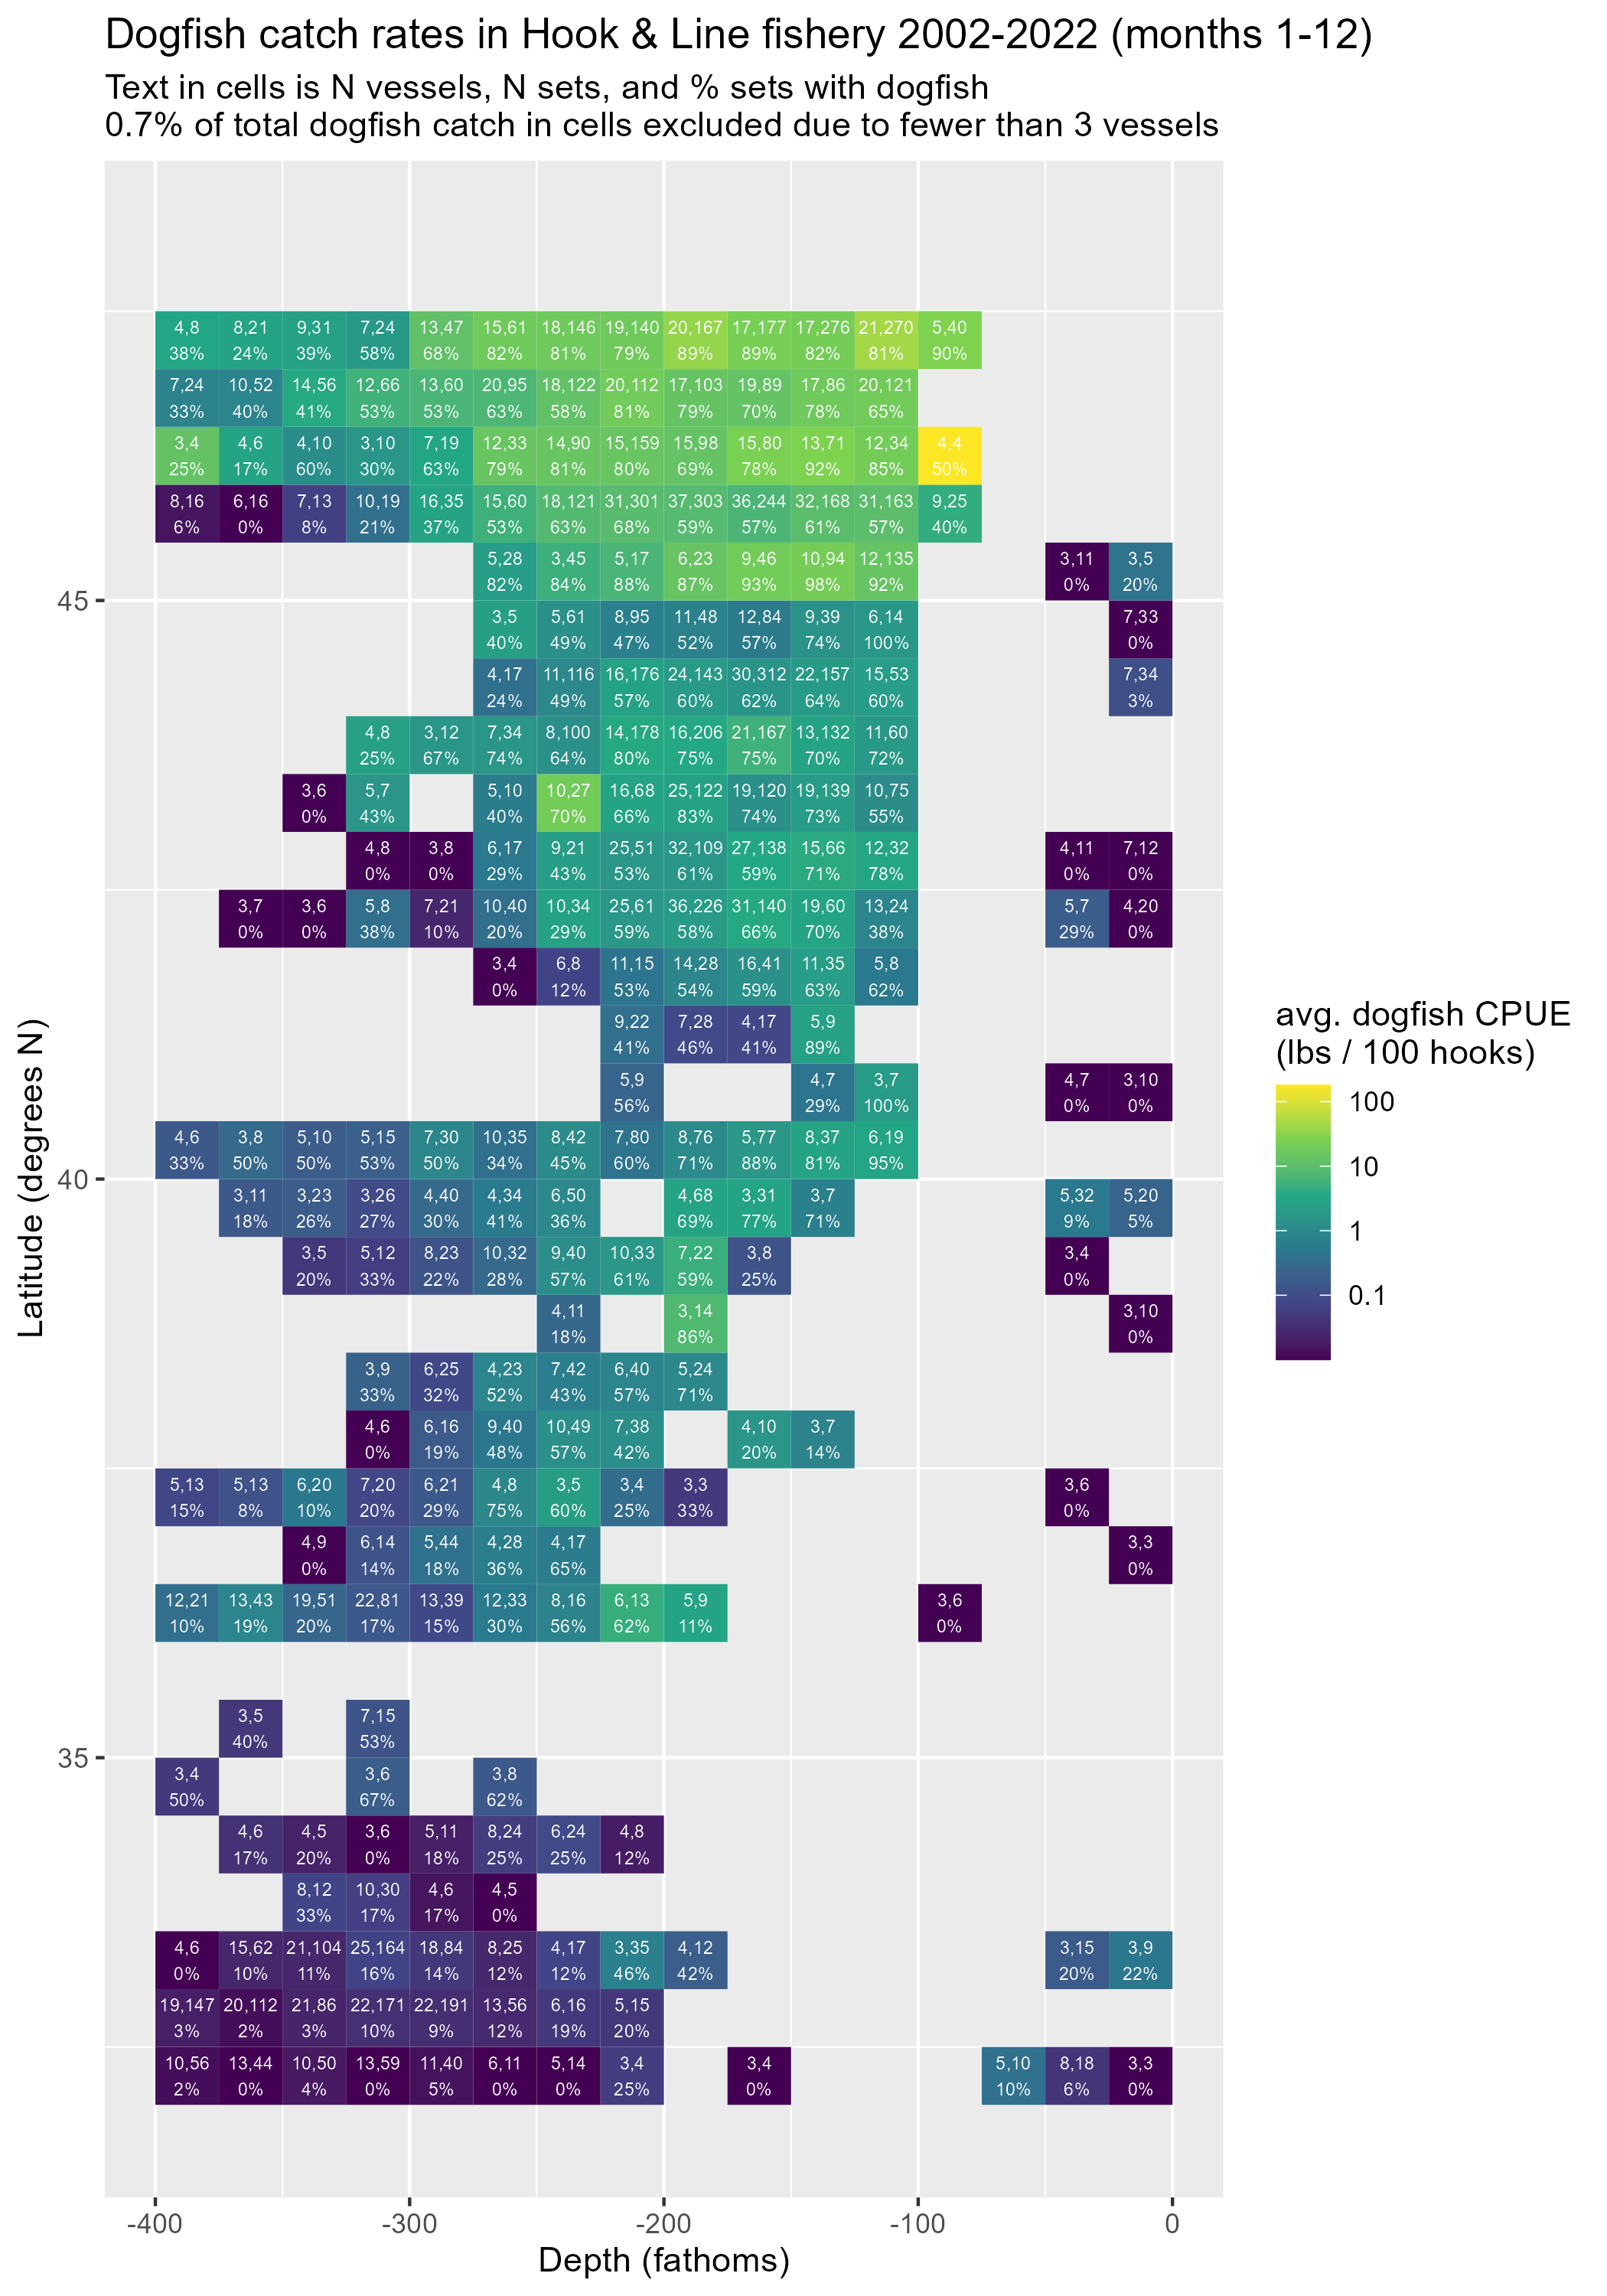 Dogfish catch rates in Hook & Line fishery 2002-2022 (months 1-12)
Text in cells is N vessels, N sets, and % sets with dogfish
0.7% of total dogfish catch in cells excluded due to fewer than 3 vessels
4,8 8,21 9,31 7,24 13,47 15,61 18,146 19,140 20,167 17,177 17,276 21,270 5,40
38% 24% 39% 58% 68% 82% 81% 79% 89% 89% 82% 81% 90%
7,24 10,52 14,56 12,66 13,60 20,95 18,122 20,112 17,103 19,89 17,86 20,121
33% 40% 41% 53% 53% 63% 58% 81% 79% 70% 78% 65%
3,4 4,6 4,10 3,10 7,19 12,33 14,90 15,159 15,98 15,80 13,71 12,34 4,4
25% 17% 60% 30% 63% 79% 81% 80% 69% 78% 92% 85% 50%
8,16 6,16 7,13 10,19 16,35 15,60 18,121 31,301 37,303 36,244 32,168 31,163 9,25
6% 0% 8% 21% 37% 53% 63% 68% 59% 57% 61% 57% 40%
5,28 3,45 5,17 6,23 9,46 10,94 12,135 3,11 3,5
82% 84% 88% 87% 93% 98% 92% 0% 20%
45
3,5 5,61 8,95 11,48 12,84 9,39 6,14 7,33
40% 49% 47% 52% 57% 74% 100% 0%
4,17 11,116 16,176 24,143 30,312 22,157 15,53 7,34
24% 49% 57% 60% 62% 64% 60% 3%
4,8 3,12 7,34 8,100 14,178 16,206 21,167 13,132 11,60
25% 67% 74% 64% 80% 75% 75% 70% 72%
3,6 5,7 5,10 10,27 16,68 25,122 19,120 19,139 10,75
0% 43% 40% 70% 66% 83% 74% 73% 55%
4,8 3,8 6,17 9,21 25,51 32,109 27,138 15,66 12,32 4,11 7,12
0% 0% 29% 43% 53% 61% 59% 71% 78% 0% 0%
3,7 3,6 5,8 7,21 10,40 10,34 25,61 36,226 31,140 19,60 13,24 5,7 4,20
0% 0% 38% 10% 20% 29% 59% 58% 66% 70% 38% 29% 0%
3,4 6,8 11,15 14,28 16,41 11,35 5,8
0% 12% 53% 54% 59% 63% 62%
9,22 7,28 4,17 5,9
41% 46% 41% 89%
5,9 4,7 3,7 4,7 3,10
56% 29% 100% 0% 0%
4,6 3,8 5,10 5,15 7,30 10,35 8,42 7,80 8,76 5,77 8,37 6,19
33% 50% 50% 53% 50% 34% 45% 60% 71% 88% 81% 95%
40
3,11 3,23 3,26 4,40 4,34 6,50 4,68 3,31 3,7 5,32 5,20
18% 26% 27% 30% 41% 36% 69% 77% 71% 9% 5%
3,5 5,12 8,23 10,32 9,40 10,33 7,22 3,8 3,4
20% 33% 22% 28% 57% 61% 59% 25% 0%
4,11 3,14 3,10
18% 86% 0%
3,9 6,25 4,23 7,42 6,40 5,24
33% 32% 52% 43% 57% 71%
4,6 6,16 9,40 10,49 7,38 4,10 3,7
0% 19% 48% 57% 42% 20% 14%
5,13 5,13 6,20 7,20 6,21 4,8 3,5 3,4 3,3 3,6
15% 8% 10% 20% 29% 75% 60% 25% 33% 0%
4,9 6,14 5,44 4,28 4,17 3,3
0% 14% 18% 36% 65% 0%
12,21 13,43 19,51 22,81 13,39 12,33 8,16 6,13 5,9 3,6
10% 19% 20% 17% 15% 30% 56% 62% 11% 0%
3,5 7,15
40% 53%
35
3,4 3,6 3,8
50% 67% 62%
4,6 4,5 3,6 5,11 8,24 6,24 4,8
17% 20% 0% 18% 25% 25% 12%
8,12 10,30 4,6 4,5
33% 17% 17% 0%
4,6 15,62 21,104 25,164 18,84 8,25 4,17 3,35 4,12 3,15 3,9
0% 10% 11% 16% 14% 12% 12% 46% 42% 20% 22%
19,147 20,112 21,86 22,171 22,191 13,56 6,16 5,15
3% 2% 3% 10% 9% 12% 19% 20%
10,56 13,44 10,50 13,59 11,40 6,11 5,14 3,4 3,4 5,10 8,18 3,3
2% 0% 4% 0% 5% 0% 0% 25% 0% 10% 6% 0%
-400 -300 -200 -100 0
Depth (fathoms)
Latitude (degrees N)
avg. dogfish CPUE
(lbs / 100 hooks)
100
10
1
0.1